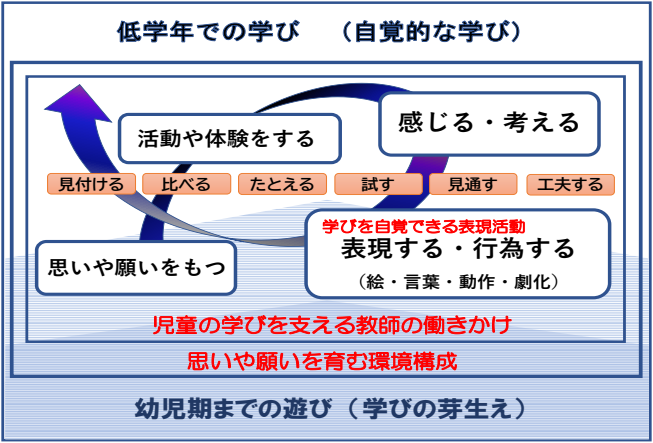 低学年での学び　（自覚的な学び）
活動や体験をする
感じる・考える
見付ける
比べる
たとえる
試す
見通す
工夫する
学びを自覚できる表現活動
表現する・行為する
（絵・言葉・動作・劇化）
思いや願いをもつ
児童の学びを支える教師の働きかけ
思いや願いを育む環境構成
幼児期までの遊び（学びの芽生え）